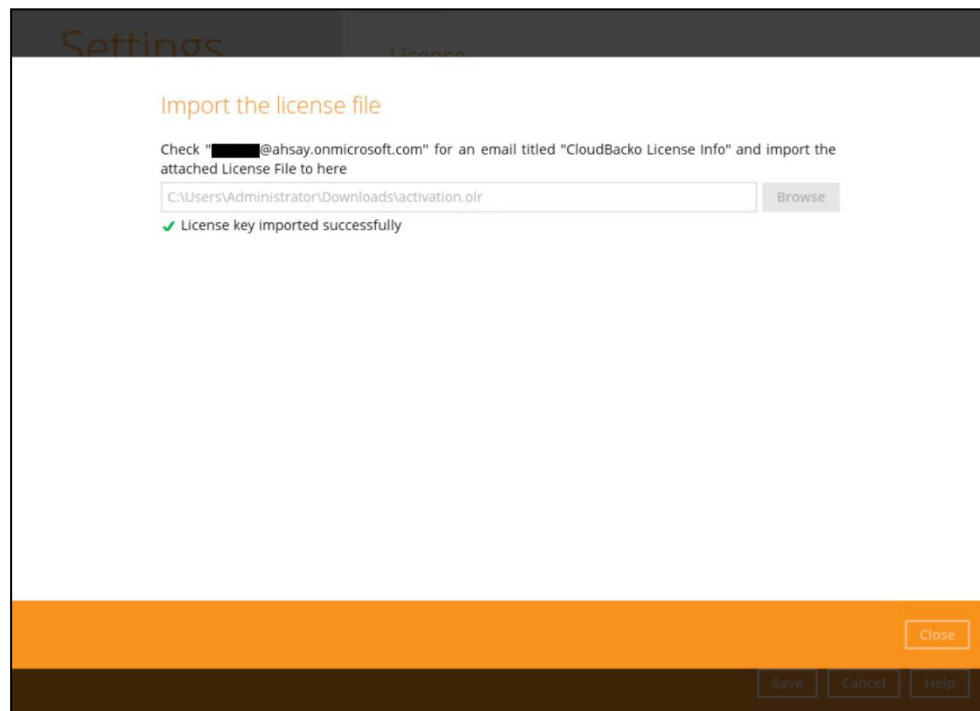 Settings
License
Import the license file
Check "@ahsay.onmicrosoft.com" for an email titled "CloudBacko License Info" and import the
attached License File to here
C:\Users\Administrator\Downloads\activation.olr
Browse
License key imported successfully
Close
Save
Cancel
Help